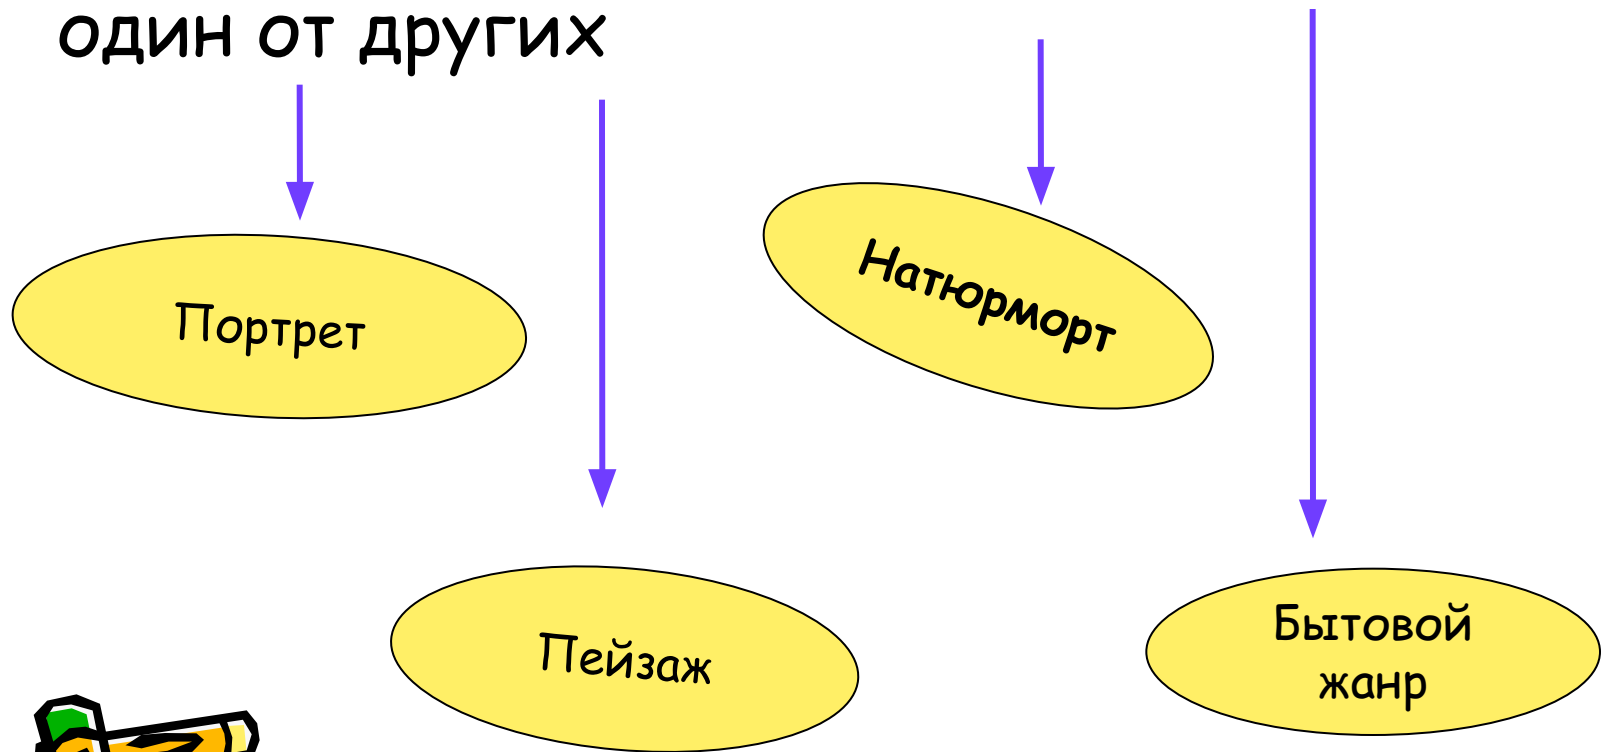 один от других
Портрет
Натюрморт
Пейзаж
Бытовой
жанр